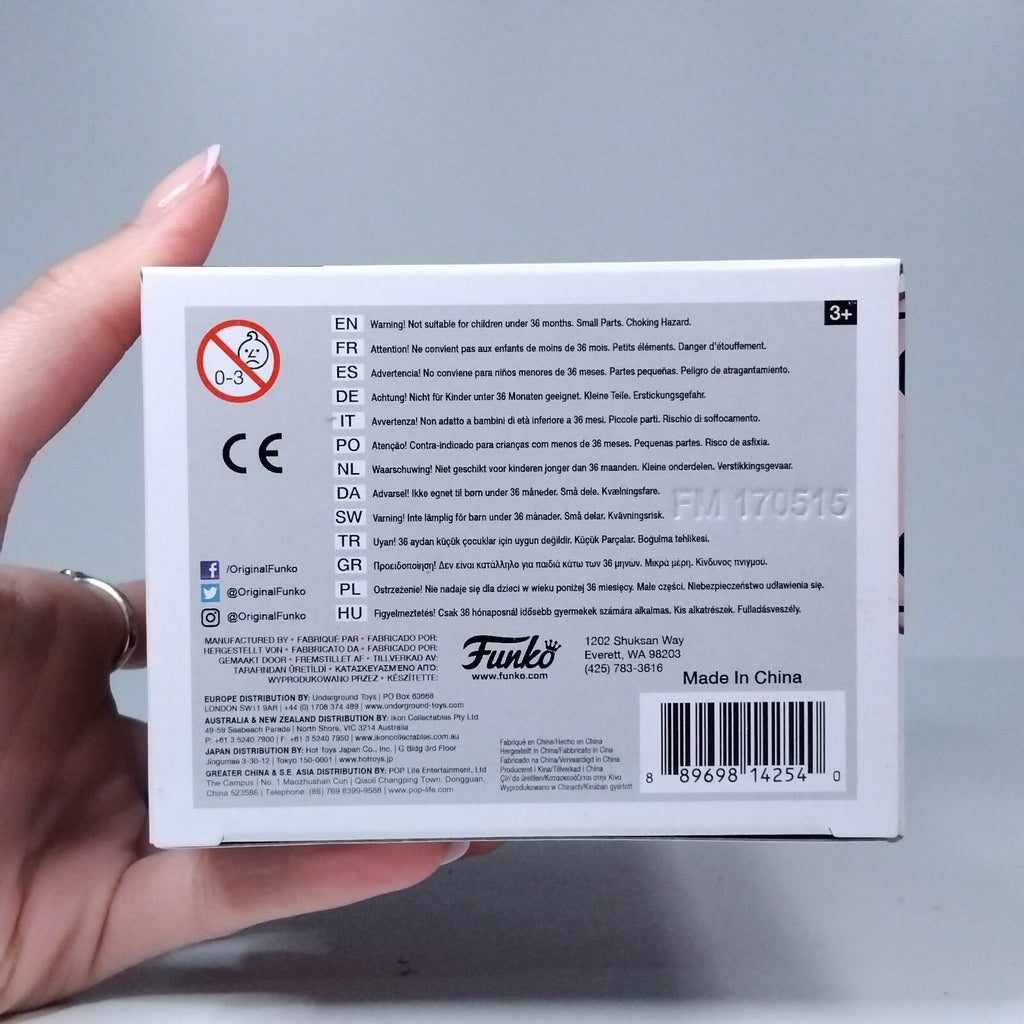 3+
0-3
EN Warning! Not suitable for children under 36 months. Small Parts. Choking Hazard.
FR Attention! Ne convient pas aux enfants de moins de 36 mois. Petits éléments. Danger d'étouffement.
ES Advertencia! No conviene para niños menores de 36 meses. Partes pequeñas. Peligro de atragantamiento.
DE Achtung! Nicht für Kinder unter 36 Monaten geeignet. Kleine Teile. Erstickungsgefahr.
IT Avvertenza! Non adatto a bambini di età inferiore a 36 mesi. Piccole parti. Rischio di soffocamento.
PO Atenção! Contra-indicado para crianças com menos de 36 meses. Pequenas partes. Risco de asfixia.
NL Waarschuwing! Niet geschikt voor kinderen jonger dan 36 maanden. Kleine onderdelen. Verstikkingsgevaar.
DA Advarsel! Ikke egnet til børn under 36 måneder. Små dele. Kvælningsfare.
SW Varning! Inte lämplig för barn under 36 månader. Små delar. Kvävningsrisk.
TR Uyarı! 36 aydan küçük çocuklar için uygun değildir. Küçük Parçalar. Boğulma tehlikesi.
GR Προειδοποίηση! Δεν είναι κατάλληλο για παιδιά κάτω των 36 μηνών. Μικρά μέρη. Κίνδυνος πνιγμού.
PL Ostrzeżenie! Nie nadaje się dla dzieci w wieku poniżej 36 miesięcy. Małe części. Niebezpieczeństwo udławienia się.
HU Figyelmeztetés! Csak 36 hónaposnál idősebb gyermekek számára alkalmas. Kis alkatrészek. Fulladásveszély.
CE
FM 170515
/OriginalFunko
@OriginalFunko
@OriginalFunko
MANUFACTURED BY • FABRIQUÉ PAR • FABRICADO POR:
HERGESTELLT VON • FABBRICATO DA • FABRICADO POR:
GEMAAKT DOOR • FREMSTILLET AF • TILLVERKAD AV:
TARAFINDAN ÜRETİLDİ • ΚΑΤΑΣΚΕΥΑΣΜΈΝΟ ΑΠΌ:
WYPRODUKOWANO PRZEZ • KÉSZÍTETTE:
Funko
www.funko.com
1202 Shuksan Way
Everett, WA 98203
(425) 783-3616
Made In China
EUROPE DISTRIBUTION BY: Underground Toys | PO Box 63668
LONDON SW11 9AR | +44 (0) 1708 374 499 | www.underground-toys.com
AUSTRALIA & NEW ZEALAND DISTRIBUTION BY: Ikon Collectables Pty Ltd
49-59 Seabeach Parade | North Shore, VIC 3214 Australia
P: +61 3 5240 7900 | F: +61 3 5240 7950 | www.ikoncollectables.com.au
JAPAN DISTRIBUTION BY: Hot Toys Japan Co., Inc. | G Bldg 3rd Floor
Jingumae 3-30-12 | Tokyo 150-0001 | www.hottoys.jp
GREATER CHINA & S.E. ASIA DISTRIBUTION BY: POP Life Entertainment, Ltd
The Campus | No. 1 Maozhushan Cun | Qiaoli Changping Town, Dongguan,
China 523586 | Telephone: (86) 769 8399-9588 | www.pop-life.com
Fabriqué en Chine/Hecho en China
Hergestellt in China/Fabbricato in Cina
Fabricado na China/Vervaardigd in China
Produceret i Kina/Tillverkad i China
Çin'de üretilen/Κατασκευάζεται στην Κίνα
Wyprodukowano w Chinach/Kínában gyártott
8 89698 14254 0